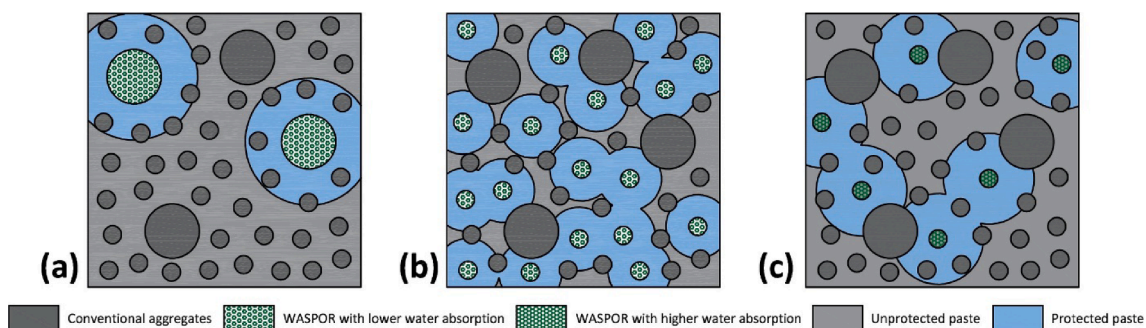 (a) (b) (c)
Conventional aggregates WASPOR with lower water absorption WASPOR with higher water absorption Unprotected paste Protected paste